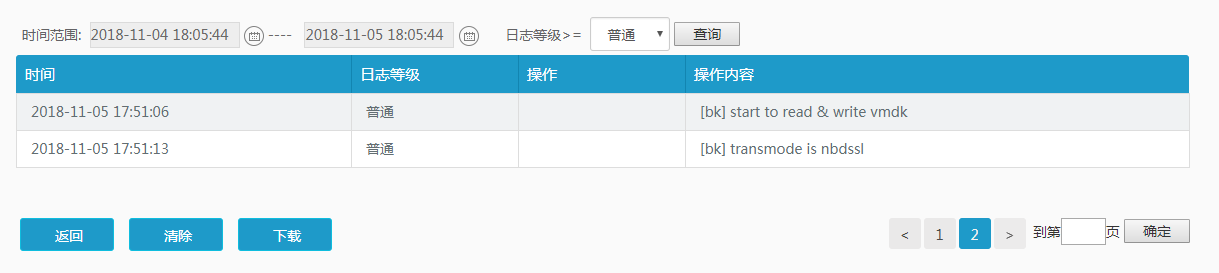 时间范围: 2018-11-04 18:05:44 ---- 2018-11-05 18:05:44 日志等级>= 普通 查询
时间 日志等级 操作 操作内容
2018-11-05 17:51:06 普通 [bk] start to read & write vmdk
2018-11-05 17:51:13 普通 [bk] transmode is nbdssl
返回 清除 下载 < 1 2 > 到第 页 确定